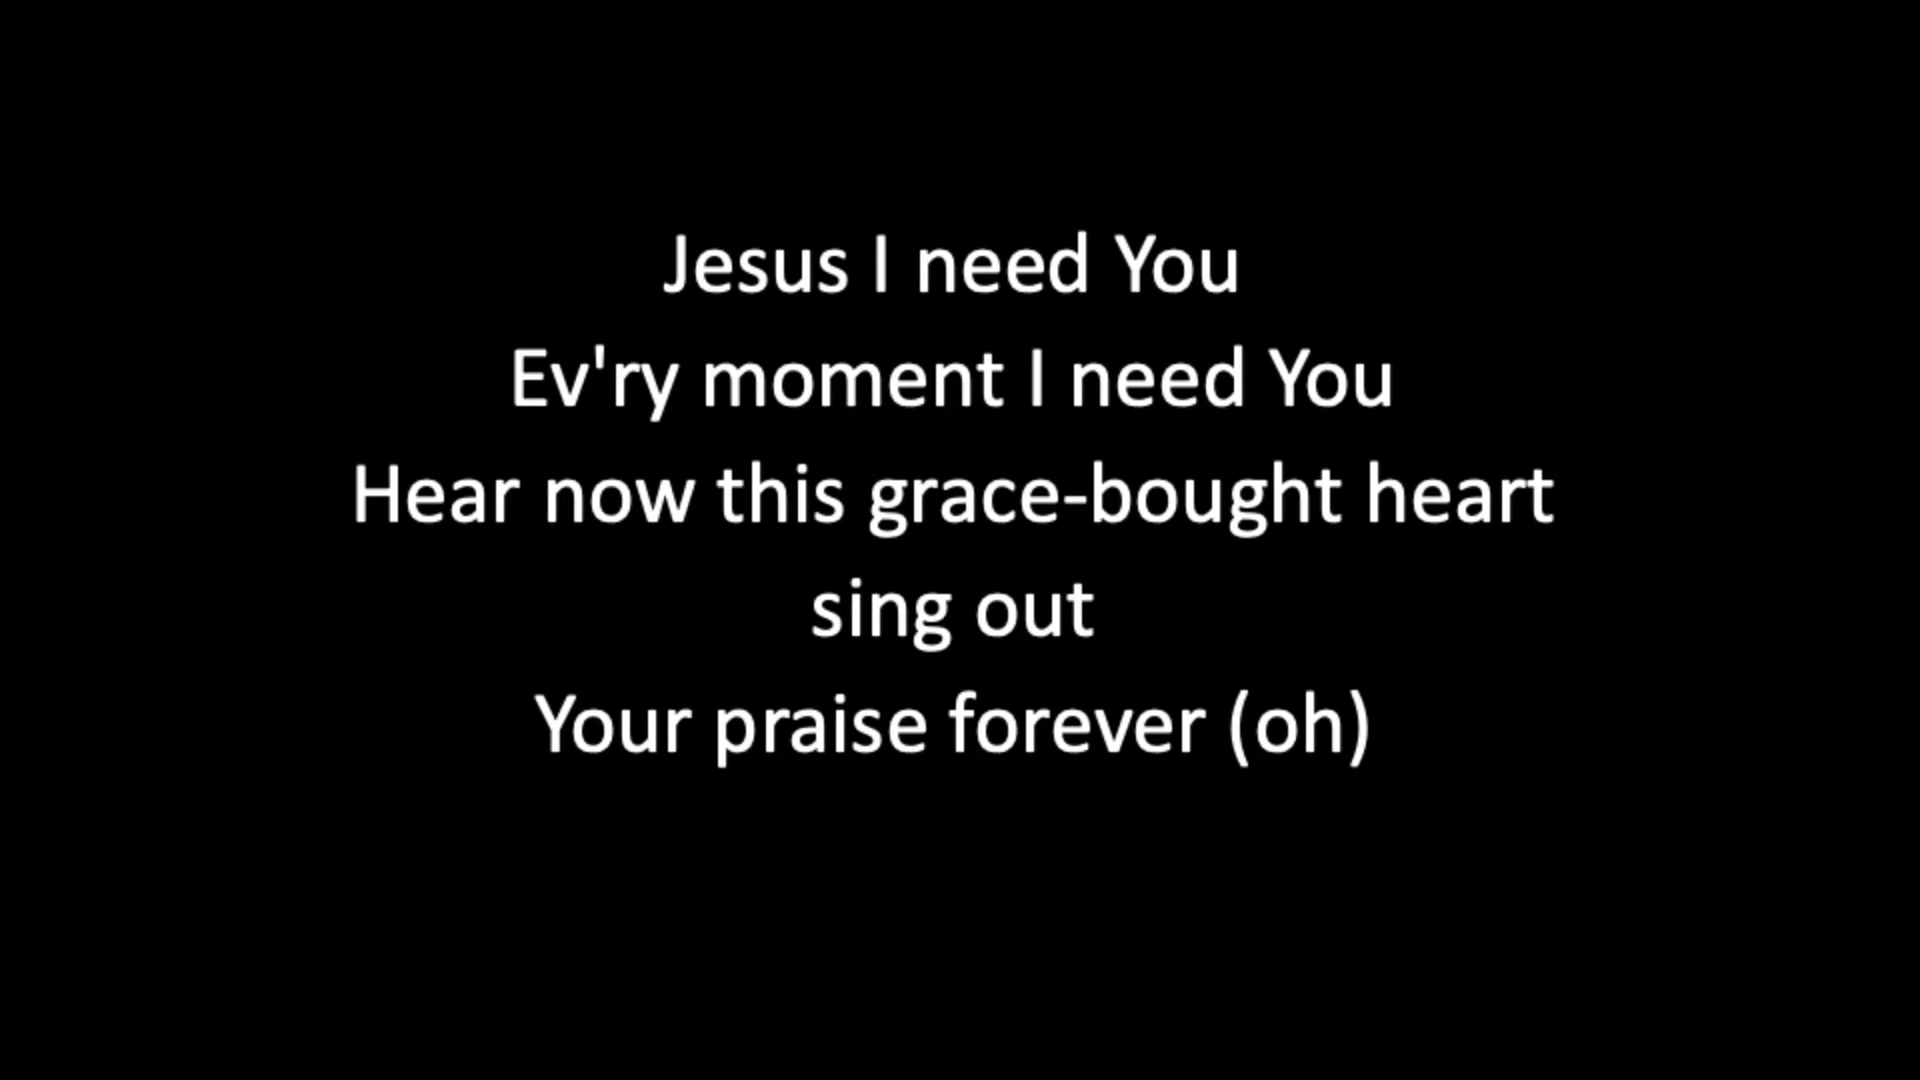 Jesus I need You
Ev'ry moment I need You
Hear now this grace-bought heart
sing out
Your praise forever (oh)